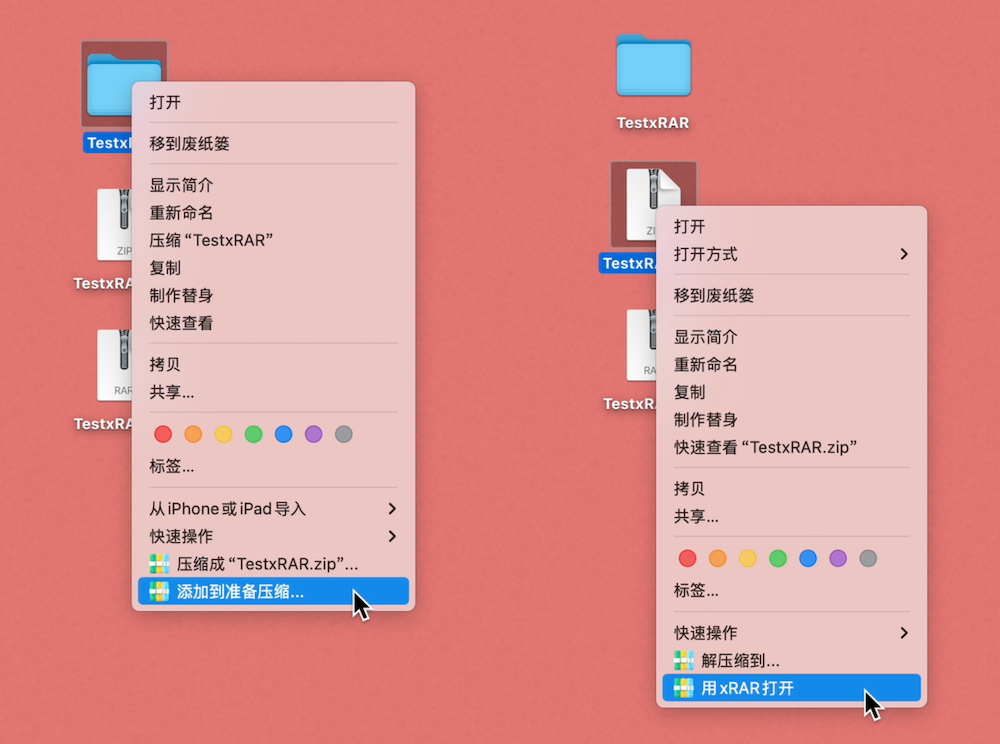 TestxR
ZIP
TestxRA
RAR
TestxRA
打开
移到废纸篓
显示简介
重新命名
压缩“TestxRAR”
复制
制作替身
快速查看
拷贝
共享...
标签...
从iPhone或iPad导入
快速操作
压缩成“TestxRAR.zip”...
添加到准备压缩...
TestxRAR
ZI
TestxRA
RA
TestxRA
打开
打开方式
移到废纸篓
显示简介
重新命名
复制
制作替身
快速查看“TestxRAR.zip”
拷贝
共享...
标签...
快速操作
解压缩到...
用xRAR打开